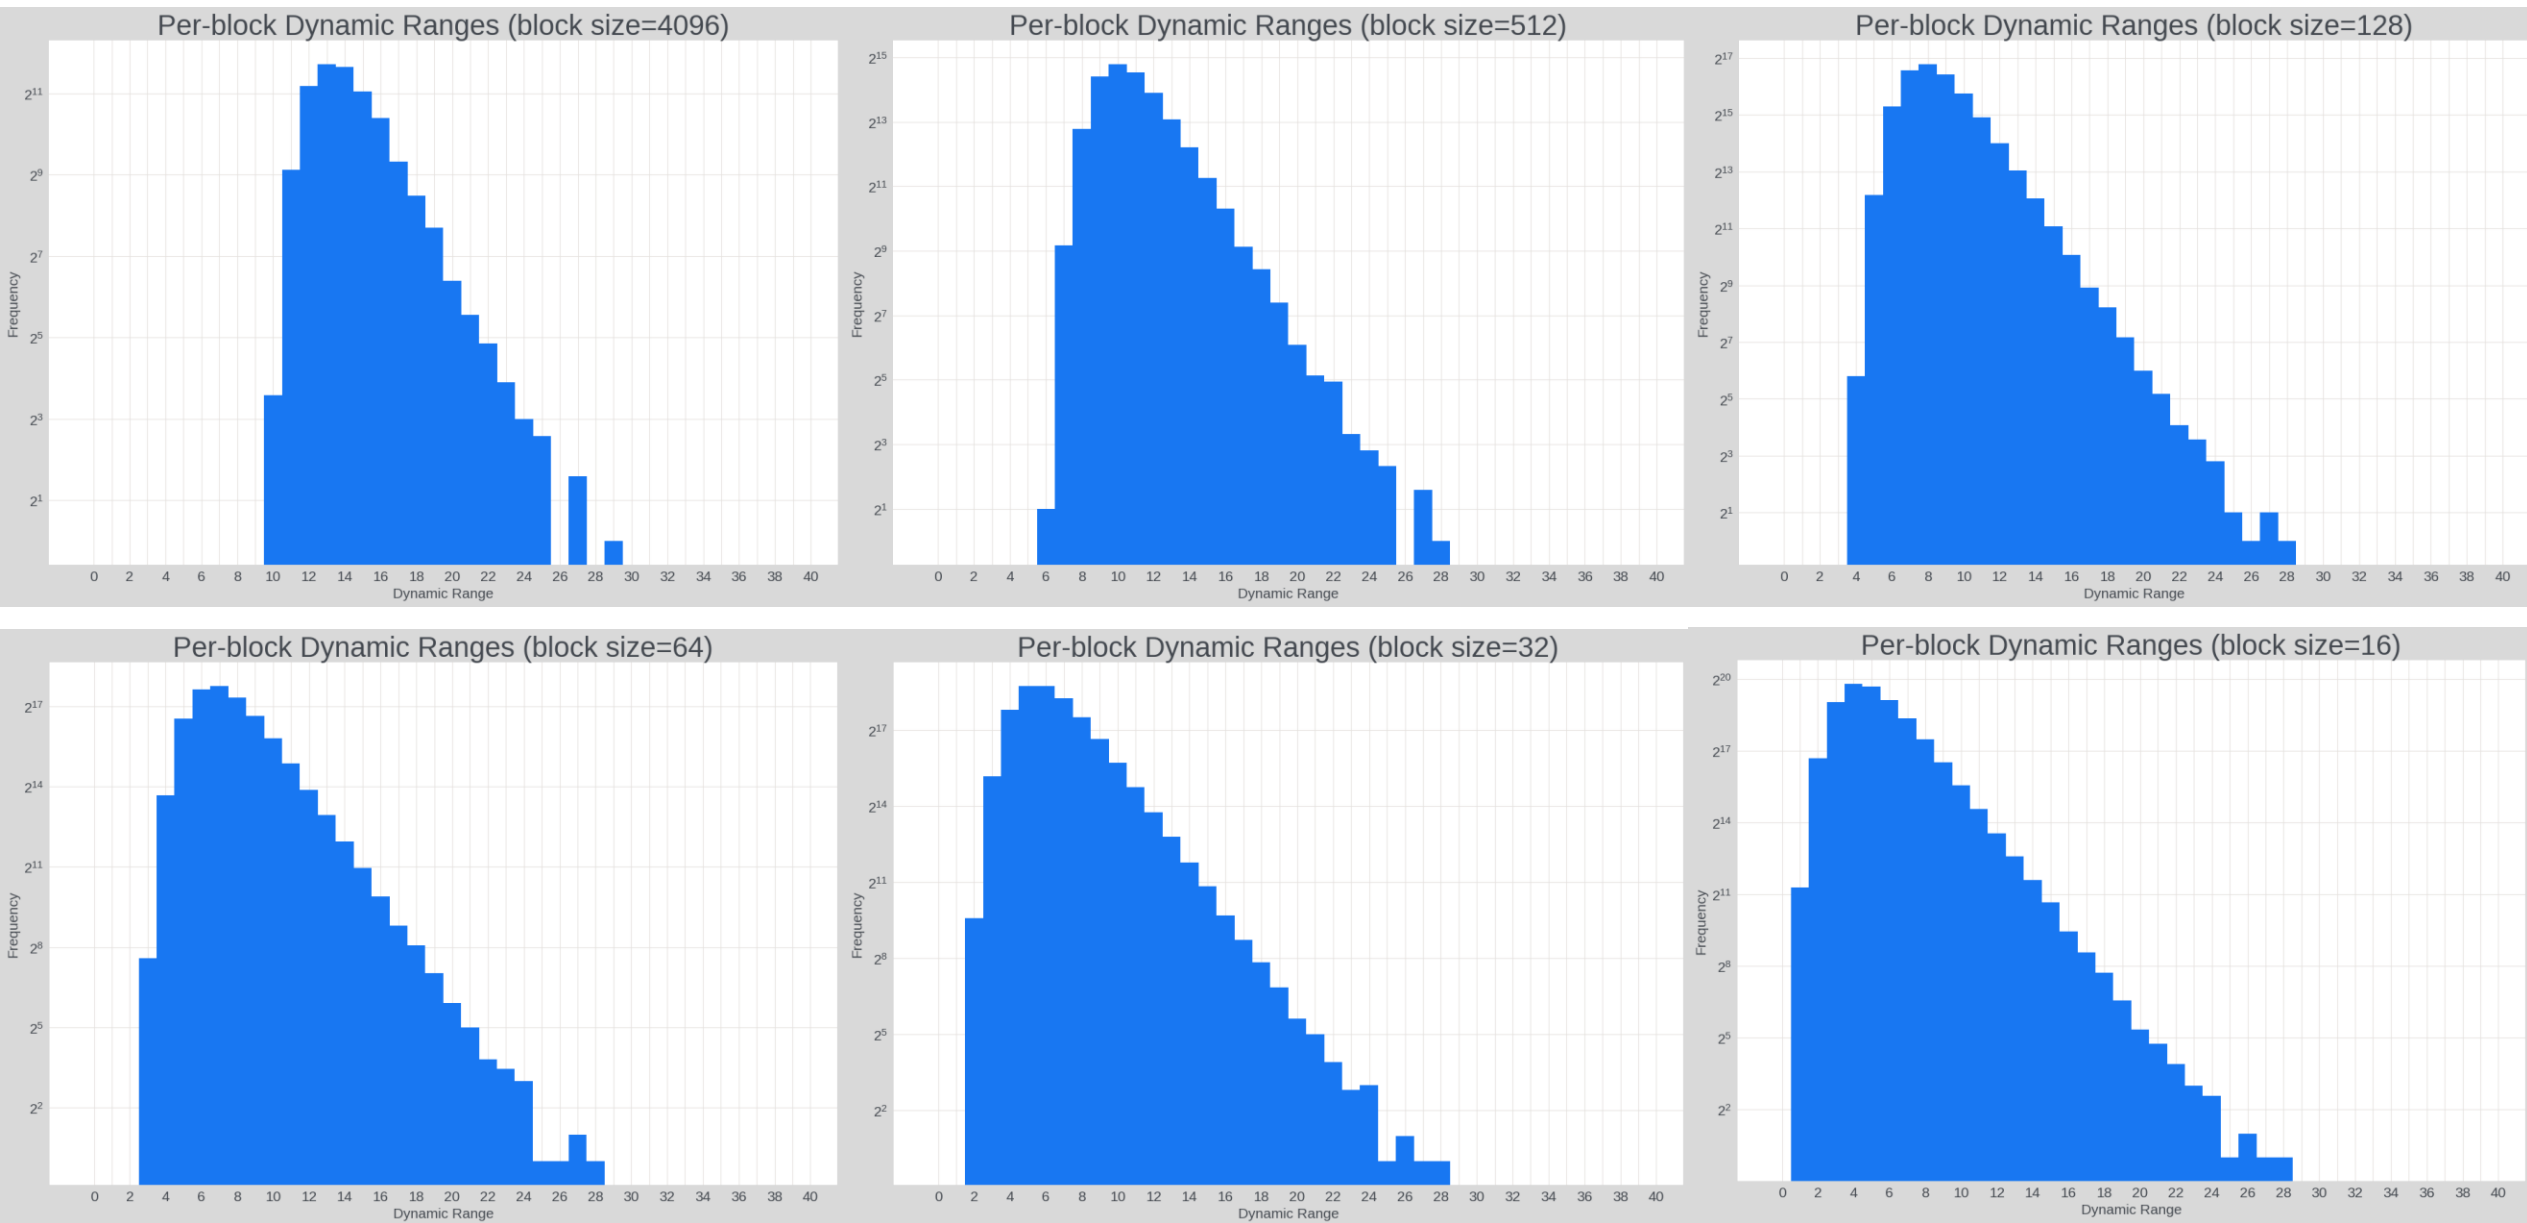 Per-block Dynamic Ranges (block size=4096)
2¹¹
2⁹
2⁷
2⁵
2³
2¹
Frequency
0 2 4 6 8 10 12 14 16 18 20 22 24 26 28 30 32 34 36 38 40
Dynamic Range
Per-block Dynamic Ranges (block size=512)
2¹⁵
2¹³
2¹¹
2⁹
2⁷
2⁵
2³
2¹
Frequency
0 2 4 6 8 10 12 14 16 18 20 22 24 26 28 30 32 34 36 38 40
Dynamic Range
Per-block Dynamic Ranges (block size=128)
2¹⁷
2¹⁵
2¹³
2¹¹
2⁹
2⁷
2⁵
2³
2¹
Frequency
0 2 4 6 8 10 12 14 16 18 20 22 24 26 28 30 32 34 36 38 40
Dynamic Range
Per-block Dynamic Ranges (block size=64)
2¹⁷
2¹⁴
2¹¹
2⁸
2⁵
2²
Frequency
0 2 4 6 8 10 12 14 16 18 20 22 24 26 28 30 32 34 36 38 40
Dynamic Range
Per-block Dynamic Ranges (block size=32)
2¹⁷
2¹⁴
2¹¹
2⁸
2⁵
2²
Frequency
0 2 4 6 8 10 12 14 16 18 20 22 24 26 28 30 32 34 36 38 40
Dynamic Range
Per-block Dynamic Ranges (block size=16)
2²⁰
2¹⁷
2¹⁴
2¹¹
2⁸
2⁵
2²
Frequency
0 2 4 6 8 10 12 14 16 18 20 22 24 26 28 30 32 34 36 38 40
Dynamic Range